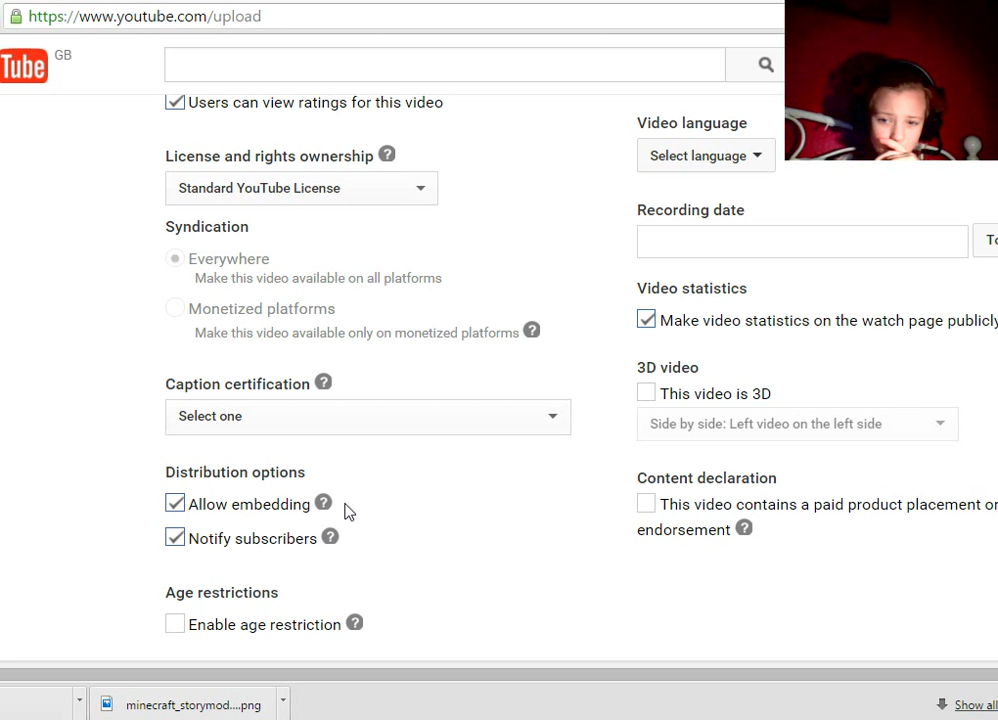 https://www.youtube.com/upload
Tube GB
Users can view ratings for this video
License and rights ownership ?
Standard YouTube License
Syndication
Everywhere
Make this video available on all platforms
Monetized platforms
Make this video available only on monetized platforms ?
Caption certification ?
Select one
Distribution options
Allow embedding ?
Notify subscribers ?
Age restrictions
Enable age restriction ?
Video language
Select language
Recording date
To
Video statistics
Make video statistics on the watch page publicly
3D video
This video is 3D
Side by side: Left video on the left side
Content declaration
This video contains a paid product placement or
endorsement ?
minecraft_storymod....png
Show all